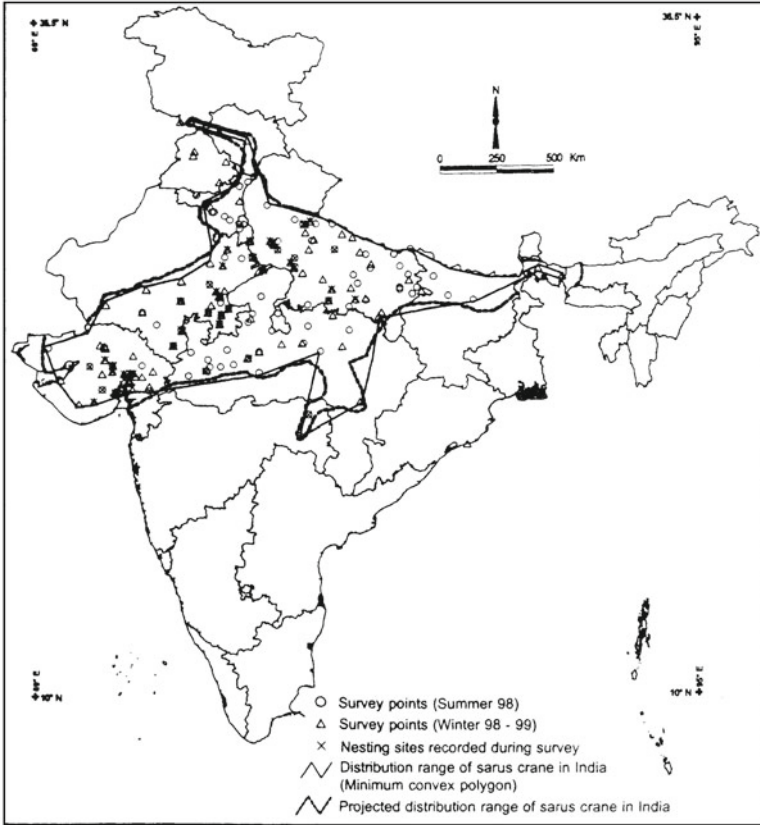 36.5° N
68° E
36.5° N
95° E
N
0 250 500 Km
68° E
10° N
10° N
95° E
Survey points (Summer 98)
Survey points (Winter 98 - 99)
Nesting sites recorded during survey
Distribution range of sarus crane in India
(Minimum convex polygon)
Projected distribution range of sarus crane in India